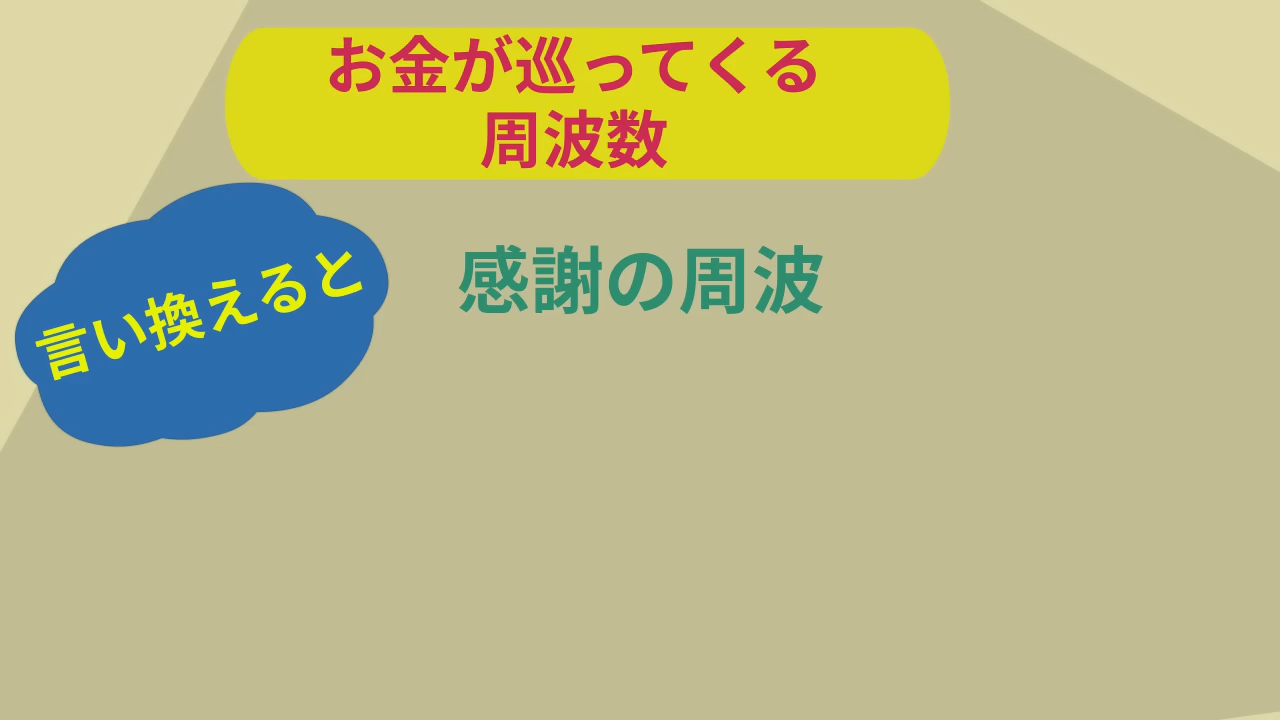 お金が巡ってくる
周波数
言い換えると
感謝の周波